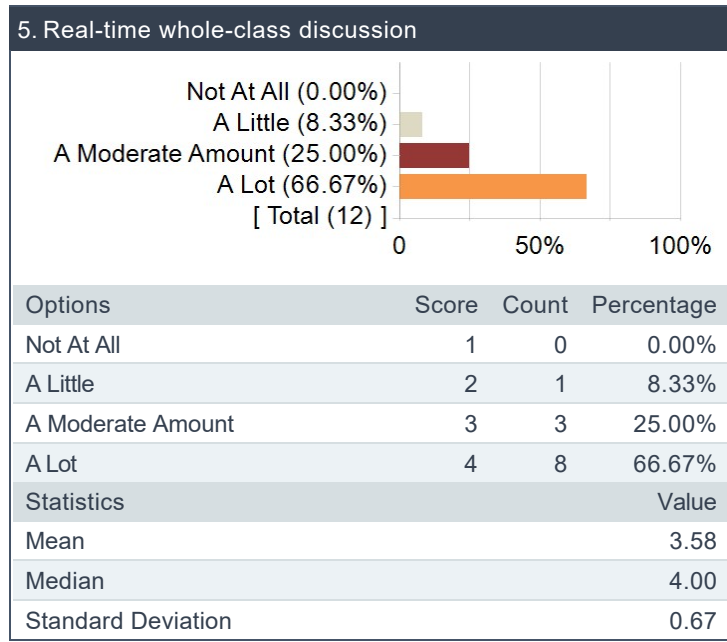 5. Real-time whole-class discussion
Not At All (0.00%)
A Little (8.33%)
A Moderate Amount (25.00%)
A Lot (66.67%)
[ Total (12) ]
0 50% 100%
Options Score Count Percentage
Not At All 1 0 0.00%
A Little 2 1 8.33%
A Moderate Amount 3 3 25.00%
A Lot 4 8 66.67%
Statistics Value
Mean 3.58
Median 4.00
Standard Deviation 0.67